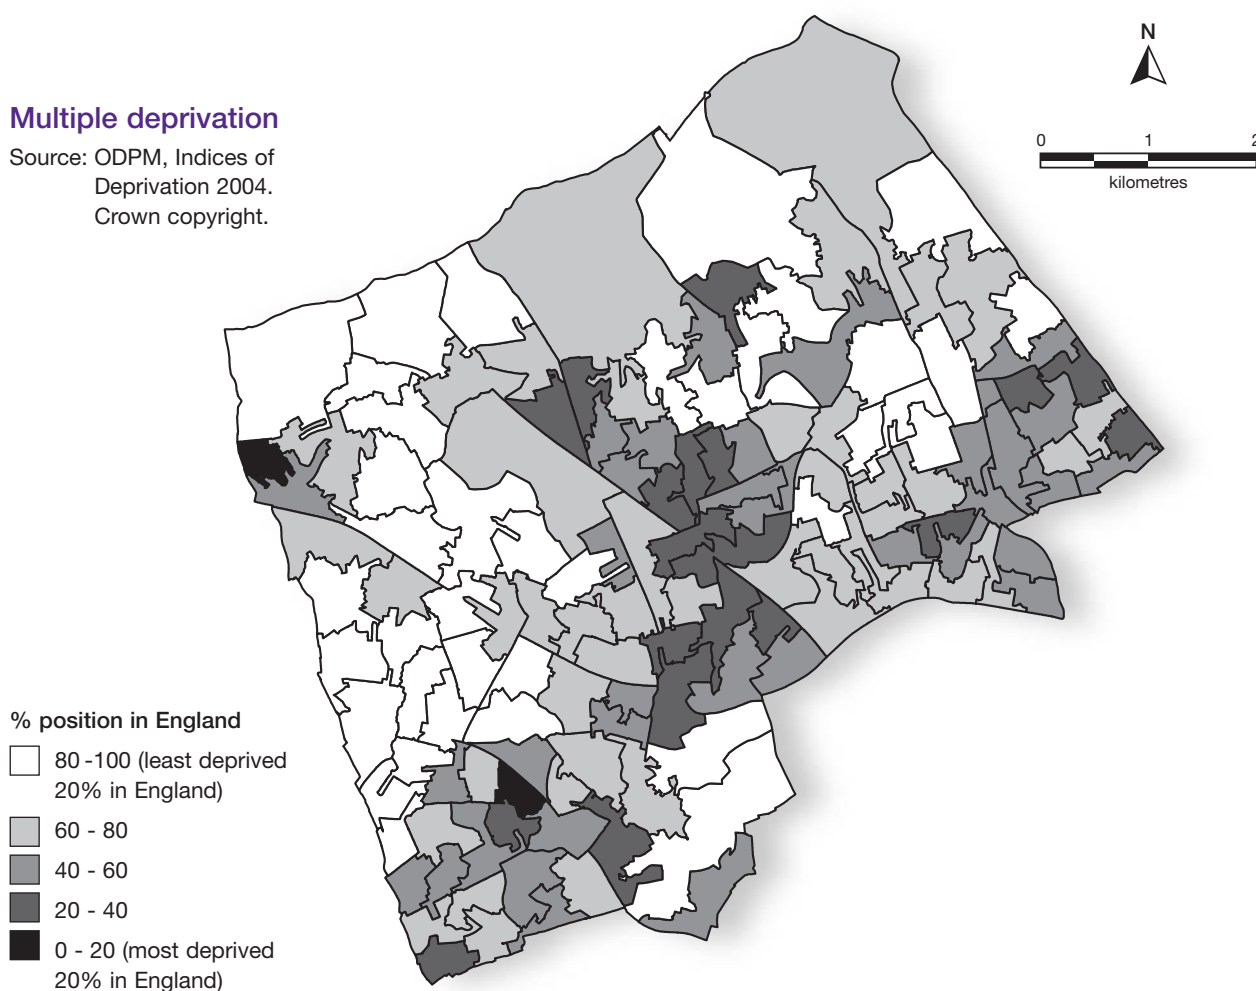 Multiple deprivation
Source: ODPM, Indices of
Deprivation 2004.
Crown copyright.
N
0 1 2
kilometres
% position in England
80 -100 (least deprived
20% in England)
60 - 80
40 - 60
20 - 40
0 - 20 (most deprived
20% in England)